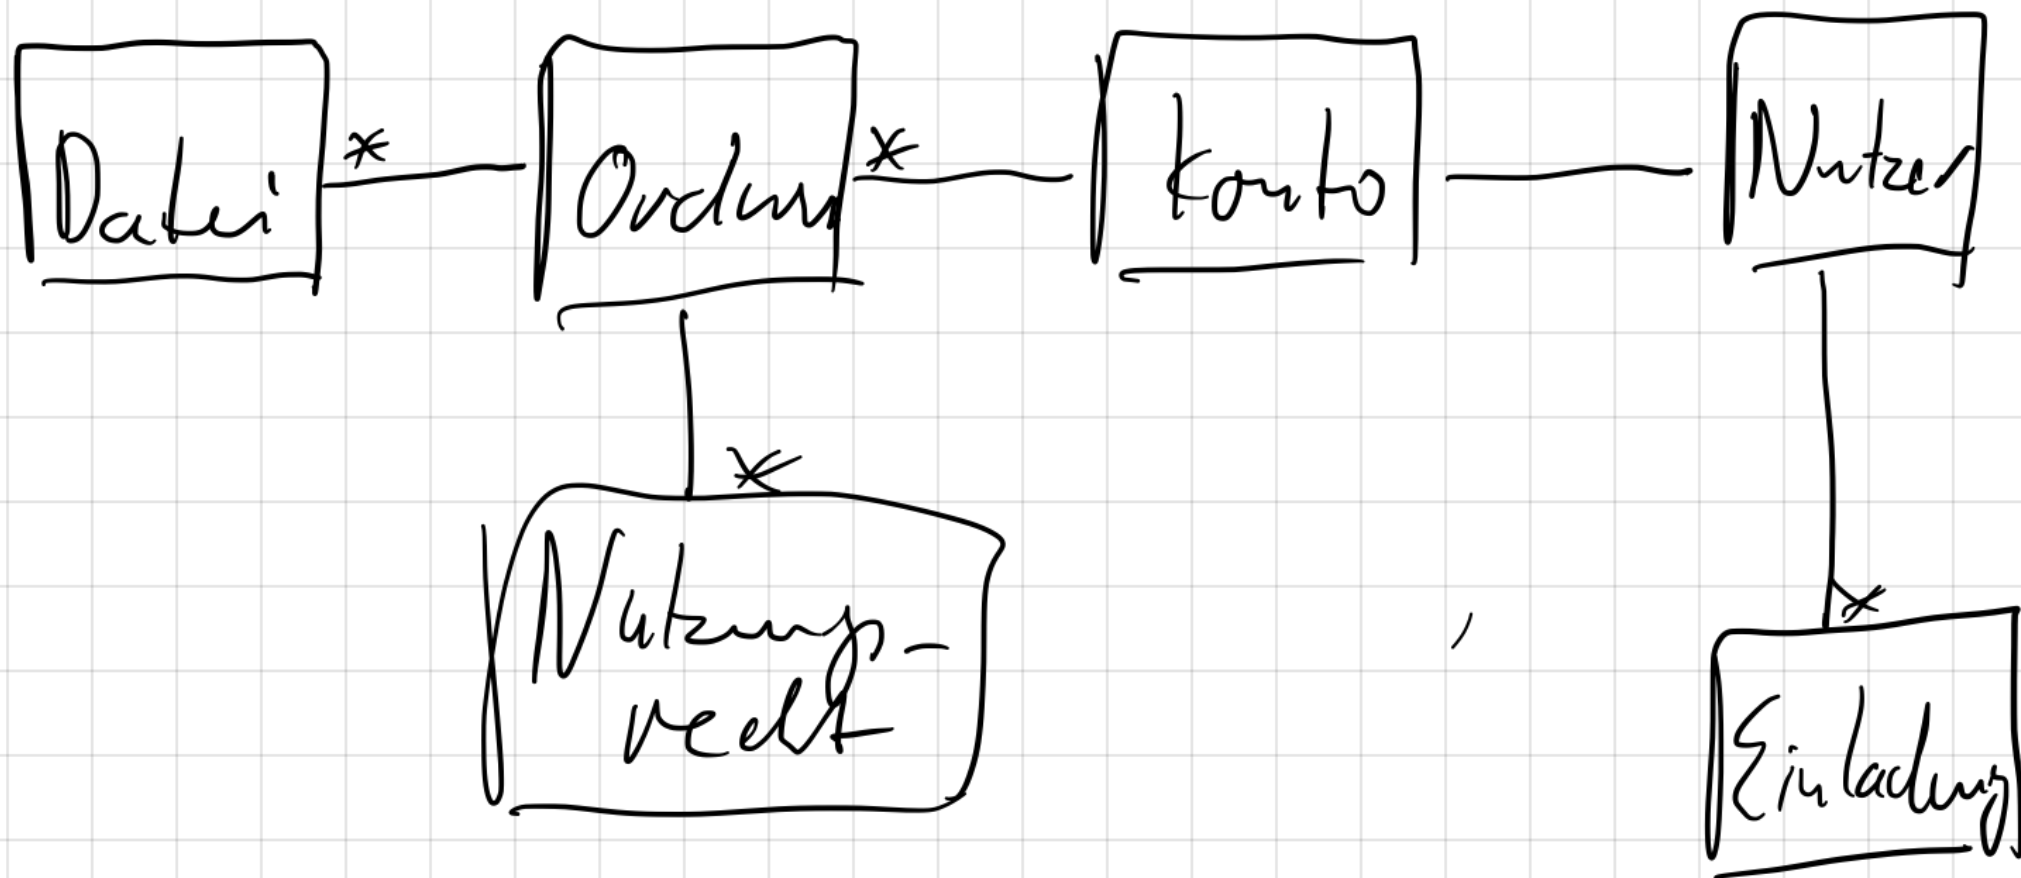 Datei * Ordner * Konto Nutzer
*
Nutzungs-
recht
*
Einladung